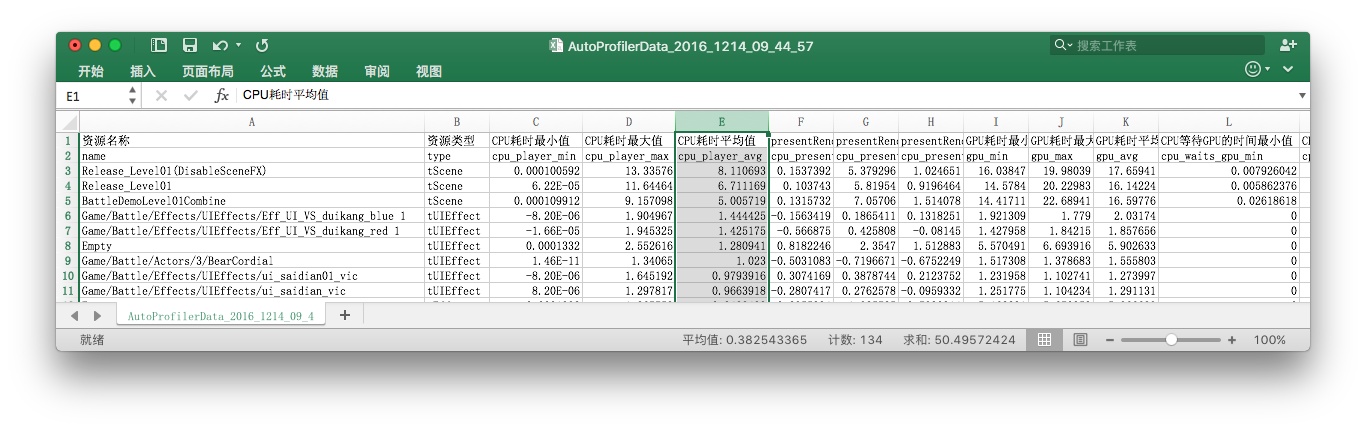 AutoProfilerData_2016_1214_09_44_57
搜索工作表
开始 插入 页面布局 公式 数据 审阅 视图
E1 fx CPU耗时平均值
A B C D E F G H I J K L
1 资源名称 资源类型 CPU耗时最小值 CPU耗时最大值 CPU耗时平均值 presentRend presentRend presentRend GPU耗时最小 GPU耗时最大 GPU耗时平均 CPU等待GPU的时间最小值
2 name type cpu_player_min cpu_player_max cpu_player_avg cpu_present cpu_present cpu_present gpu_min gpu_max gpu_avg cpu_waits_gpu_min
3 Release_Level01(DisableSceneFX) tScene 0.000100592 13.33576 8.110693 0.1537392 5.379296 1.024651 16.03847 19.98039 17.65941 0.007926042
4 Release_Level01 tScene 6.22E-05 11.64464 6.711169 0.103743 5.81954 0.9196464 14.5784 20.22983 16.14224 0.005862376
5 BattleDemoLevel01Combine tScene 0.000109912 9.157098 5.005719 0.1315732 7.05706 1.514078 14.41711 22.68941 16.59776 0.02618618
6 Game/Battle/Effects/UIEffects/Eff_UI_VS_duikang_blue 1 tUIEffect -8.20E-06 1.904967 1.444425 -0.1563419 0.1865411 0.1318251 1.921309 1.779 2.03174 0
7 Game/Battle/Effects/UIEffects/Eff_UI_VS_duikang_red 1 tUIEffect -1.66E-05 1.945325 1.425175 -0.566875 0.425808 -0.08145 1.427958 1.84215 1.857656 0
8 Empty tUIEffect 0.0001332 2.552616 1.280941 0.8182246 2.3547 1.512883 5.570491 6.693916 5.902633 0
9 Game/Battle/Actors/3/BearCordial tUIEffect 1.46E-11 1.34065 1.023 -0.5031083 -0.7196671 -0.6752249 1.517308 1.378683 1.555803 0
10 Game/Battle/Effects/UIEffects/ui_saidian01_vic tUIEffect -8.20E-06 1.645192 0.9793916 0.3074169 0.3878744 0.2123752 1.231958 1.102741 1.273997 0
11 Game/Battle/Effects/UIEffects/ui_saidian_vic tUIEffect 8.20E-06 1.297817 0.9663918 -0.2807417 0.2762578 -0.0959332 1.251775 1.104234 1.291131 0
AutoProfilerData_2016_1214_09_4
就绪 平均值: 0.382543365 计数: 134 求和: 50.49572424 100%